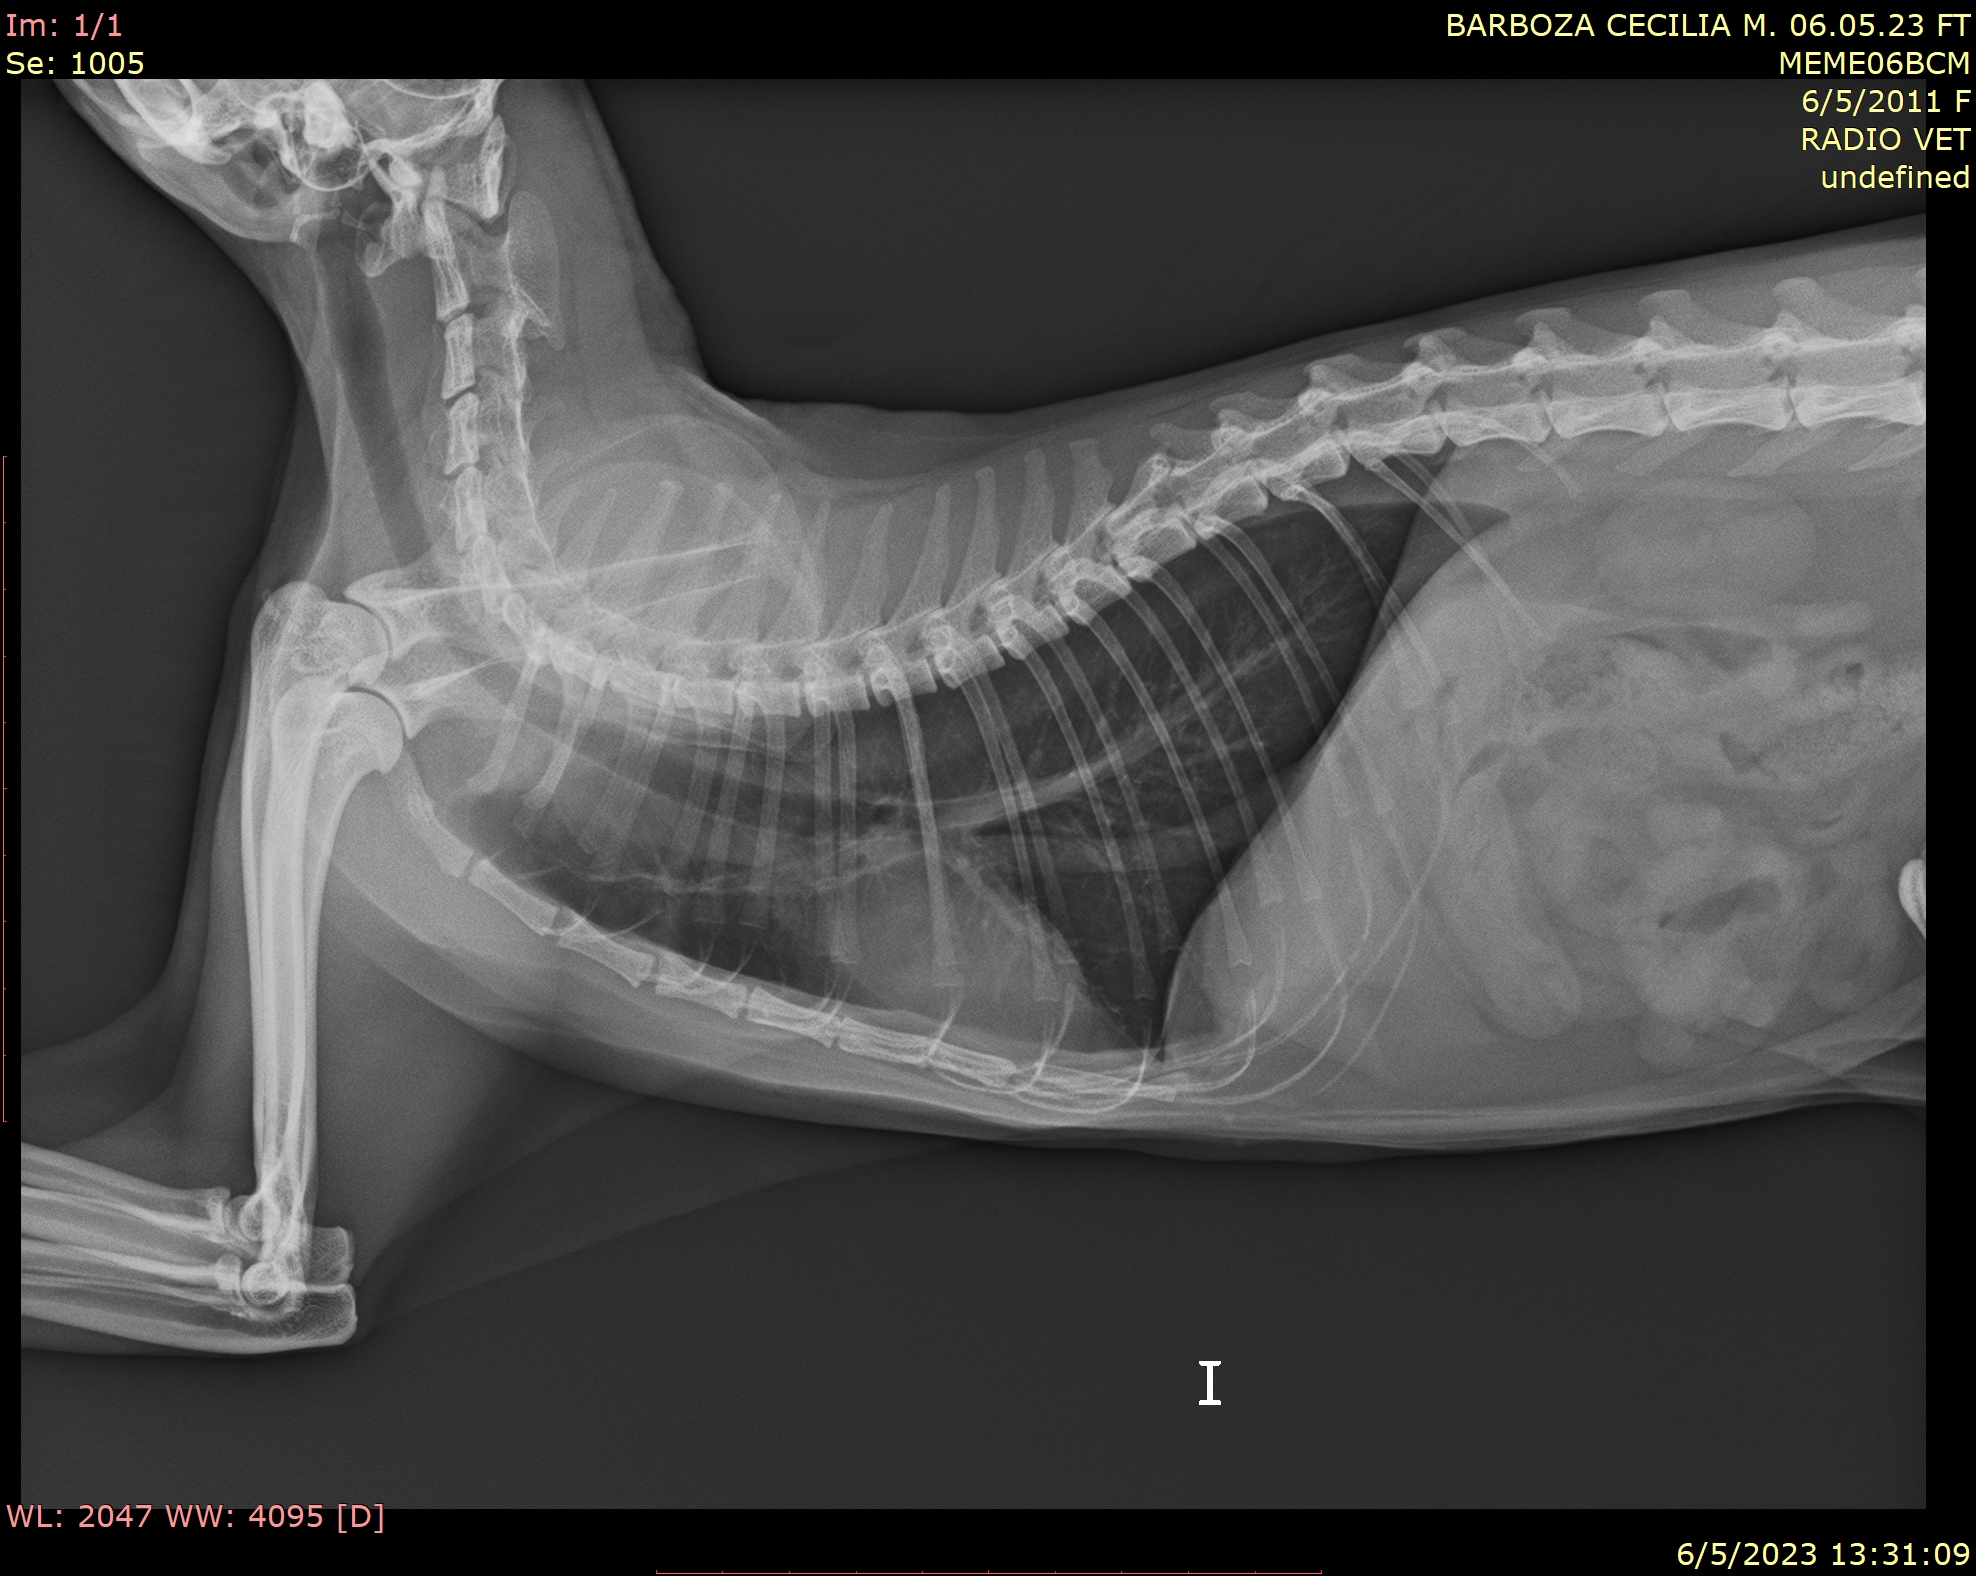 Im: 1/1
Se: 1005
BARBOZA CECILIA M. 06.05.23 FT
MEME06BCM
6/5/2011 F
RADIO VET
undefined
I
WL: 2047 WW: 4095 [D]
6/5/2023 13:31:09